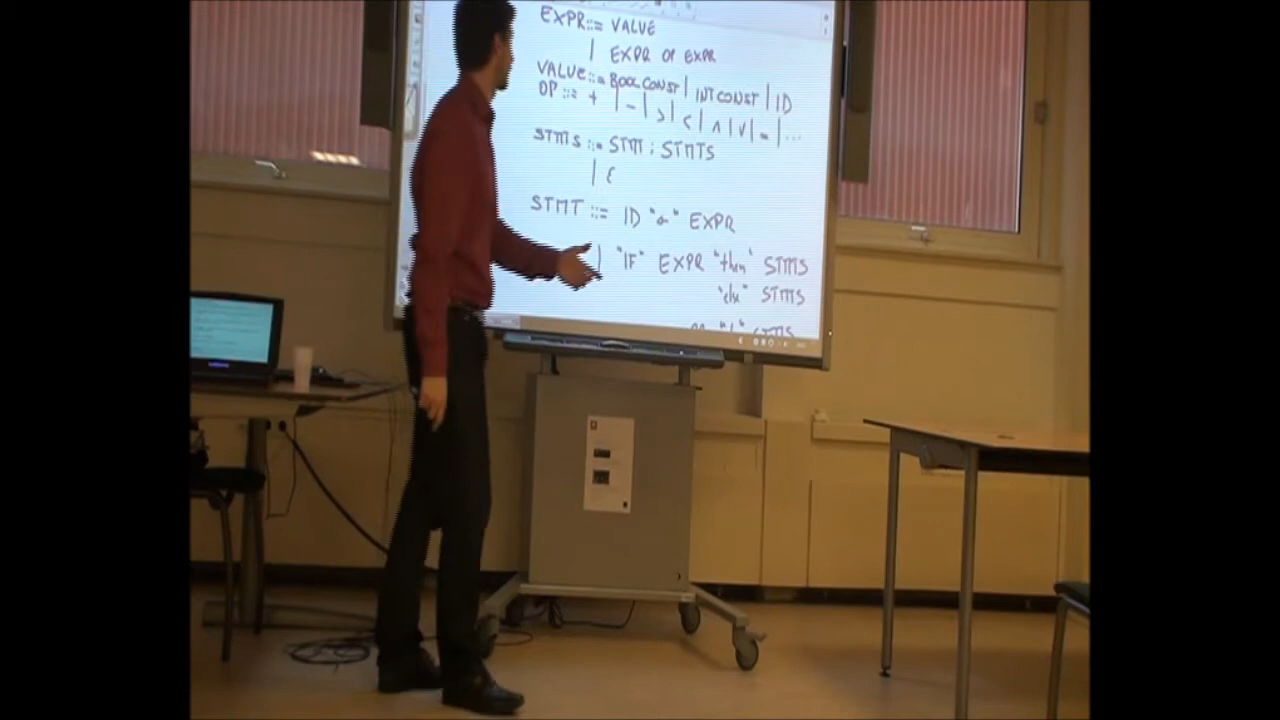 EXPR::= VALUE
| EXPR OP EXPR
VALUE::= BOOLCONST | INTCONST | ID
OP ::= + | - | > | < | ∧ | ∨ | = | ...
STMTS ::= STMT ; STMTS
| ε
STMT ::= ID "=" EXPR
| "IF" EXPR "then" STMTS
"else" STMTS
STMTS